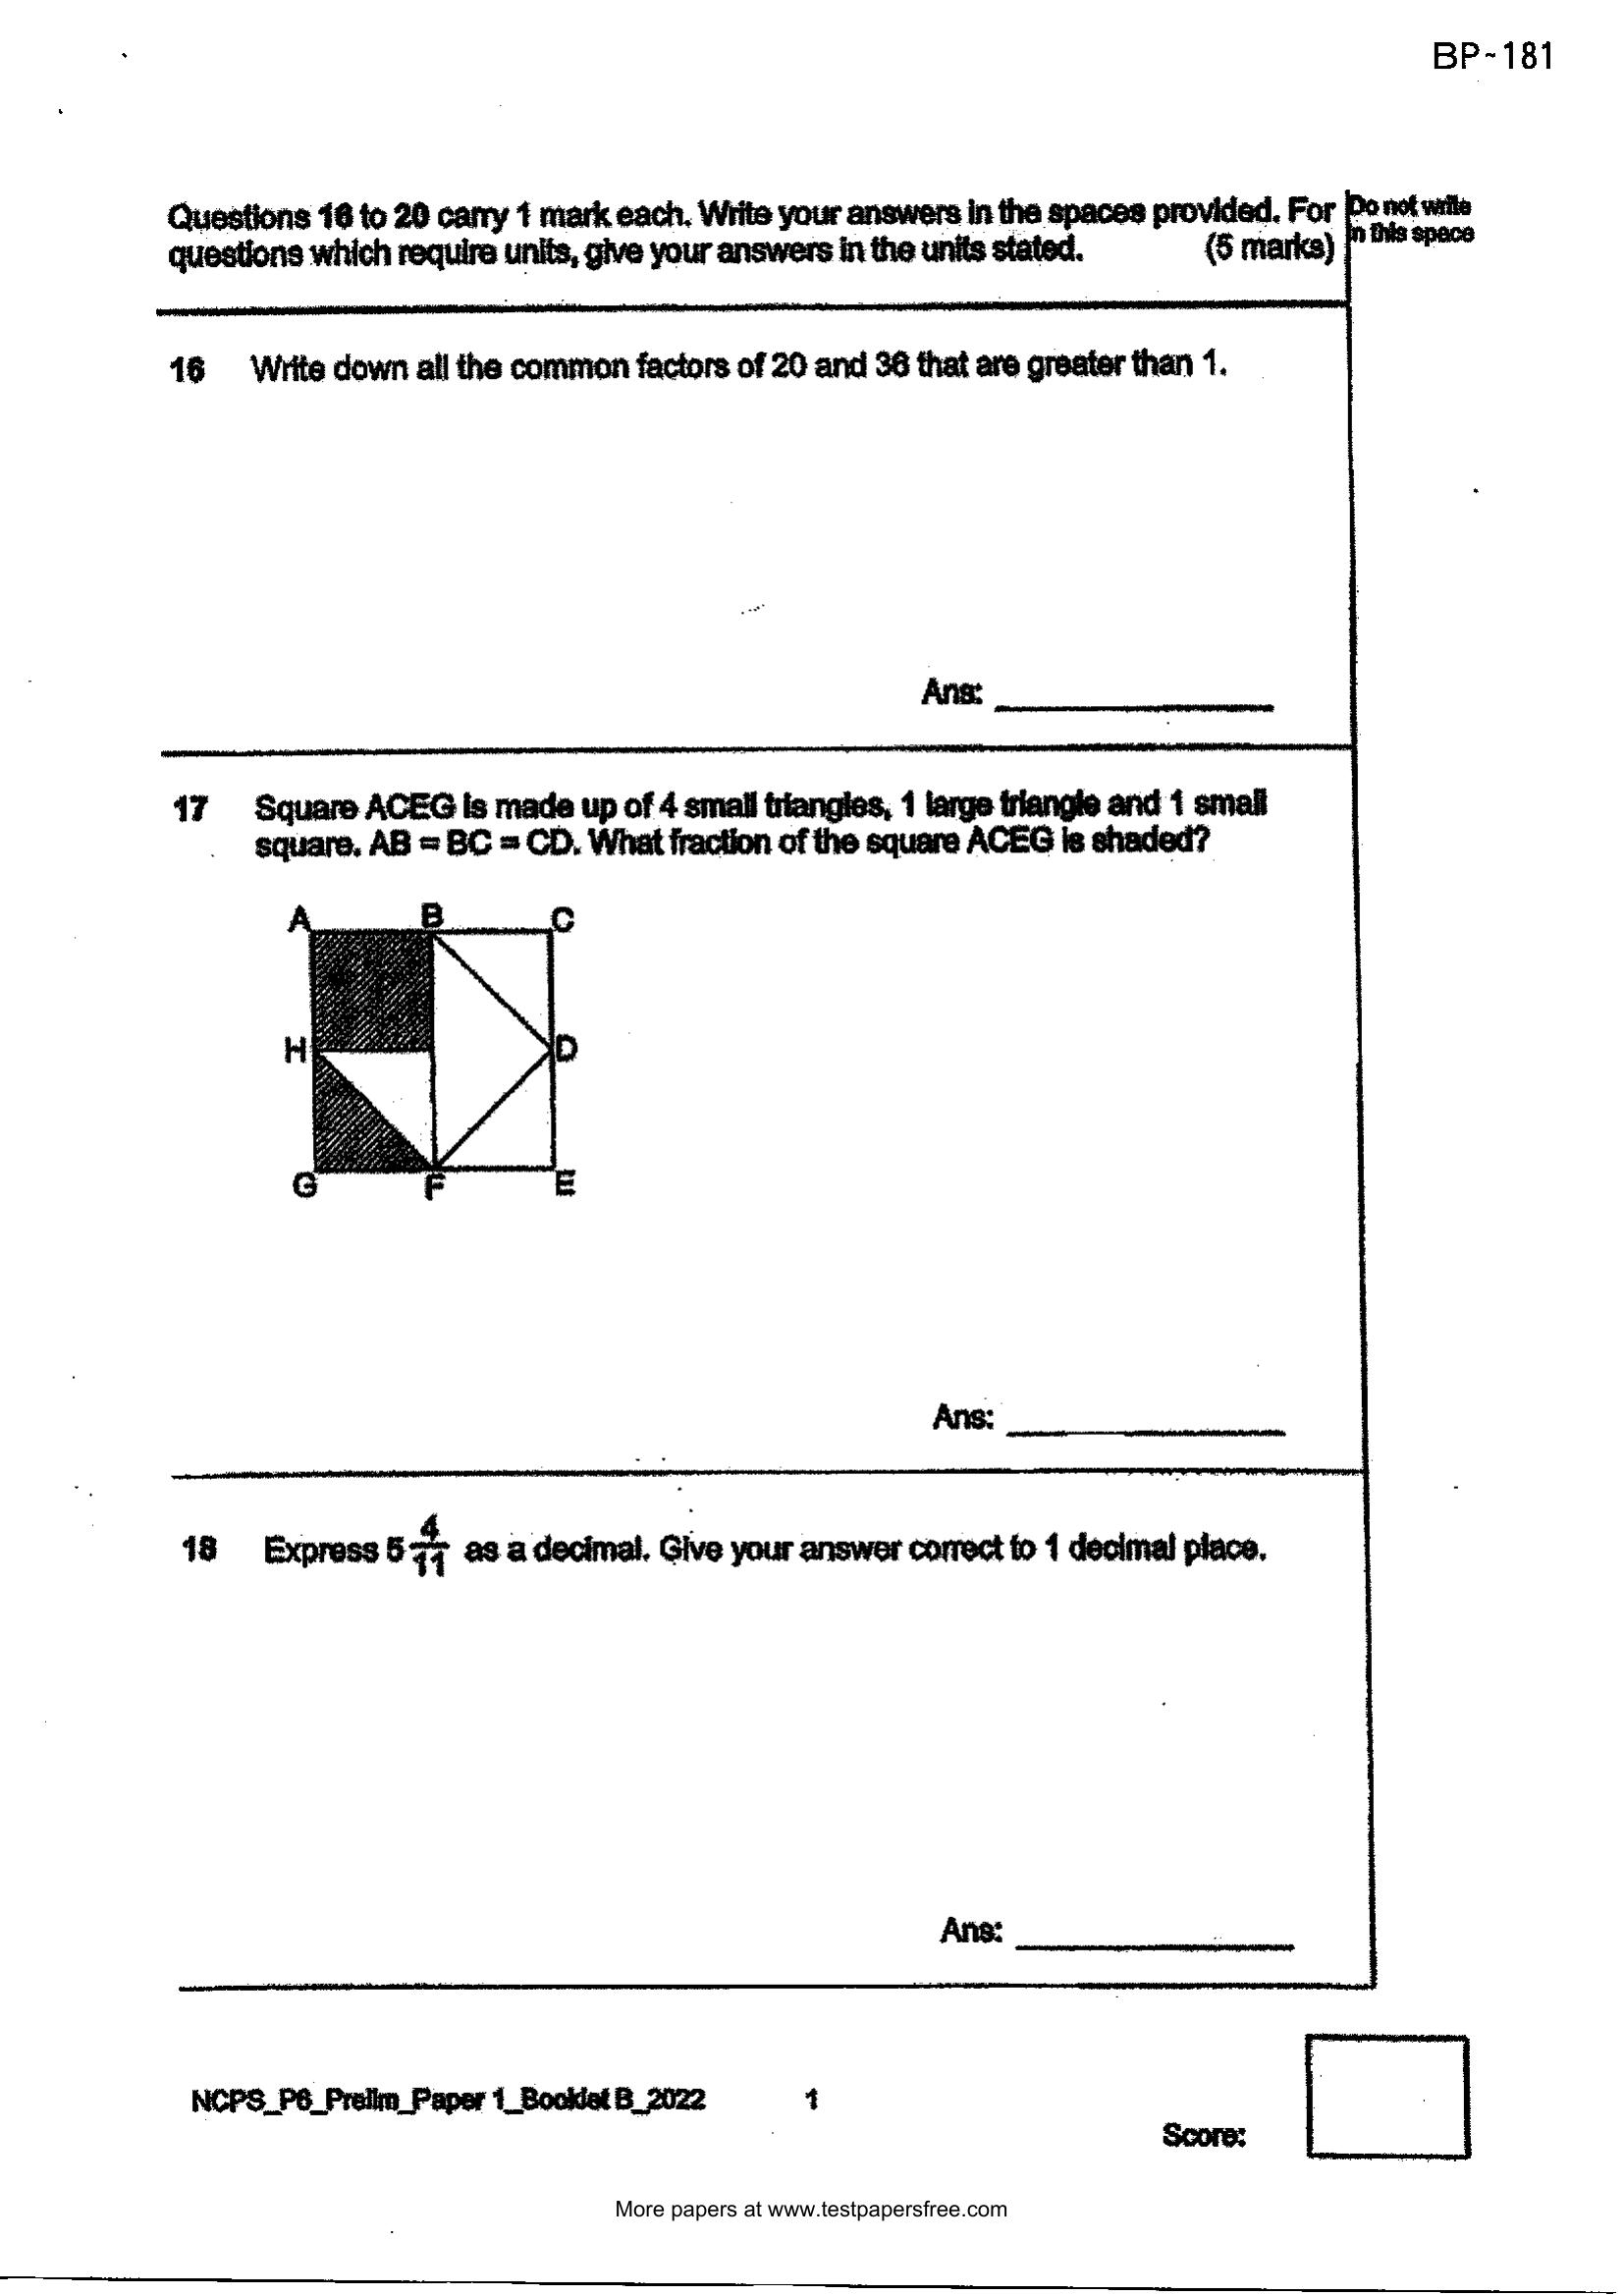 BP-181
Questions 16 to 20 carry 1 mark each. Write your answers in the spaces provided. For
questions which require units, give your answers in the units stated. (5 marks)
Do not write
in this space
16 Write down all the common factors of 20 and 36 that are greater than 1.
Ans:
17 Square ACEG is made up of 4 small triangles, 1 large triangle and 1 small
square. AB = BC = CD. What fraction of the square ACEG is shaded?
A B C
H D
G F E
Ans:
18 Express 5 4/11 as a decimal. Give your answer correct to 1 decimal place.
Ans:
NCPS_P6_Prelim_Paper 1_Booklet B_2022 1
Score:
More papers at www.testpapersfree.com